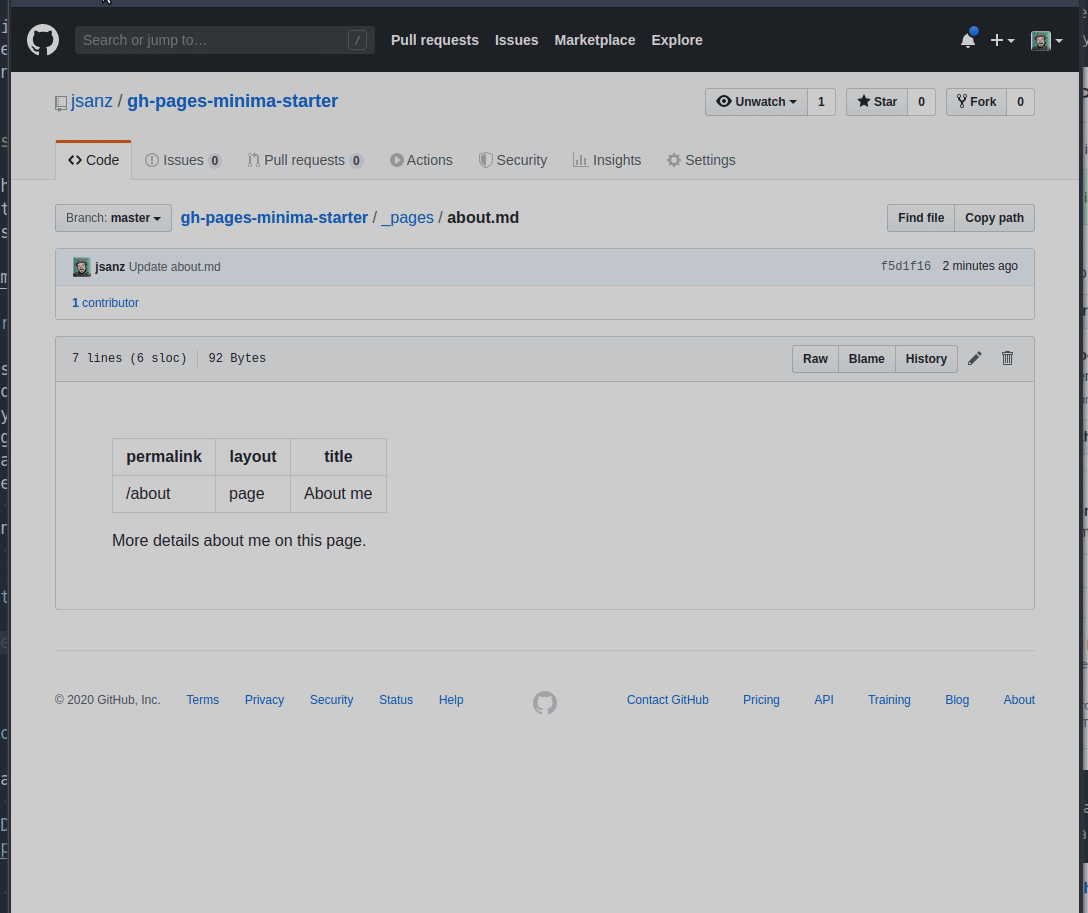 Search or jump to… / Pull requests Issues Marketplace Explore
jsanz / gh-pages-minima-starter Unwatch 1 Star 0 Fork 0
Code Issues 0 Pull requests 0 Actions Security Insights Settings
Branch: master gh-pages-minima-starter / _pages / about.md Find file Copy path
jsanz Update about.md f5d1f16 2 minutes ago
1 contributor
7 lines (6 sloc) 92 Bytes Raw Blame History
permalink layout title
/about page About me
More details about me on this page.
© 2020 GitHub, Inc. Terms Privacy Security Status Help Contact GitHub Pricing API Training Blog About